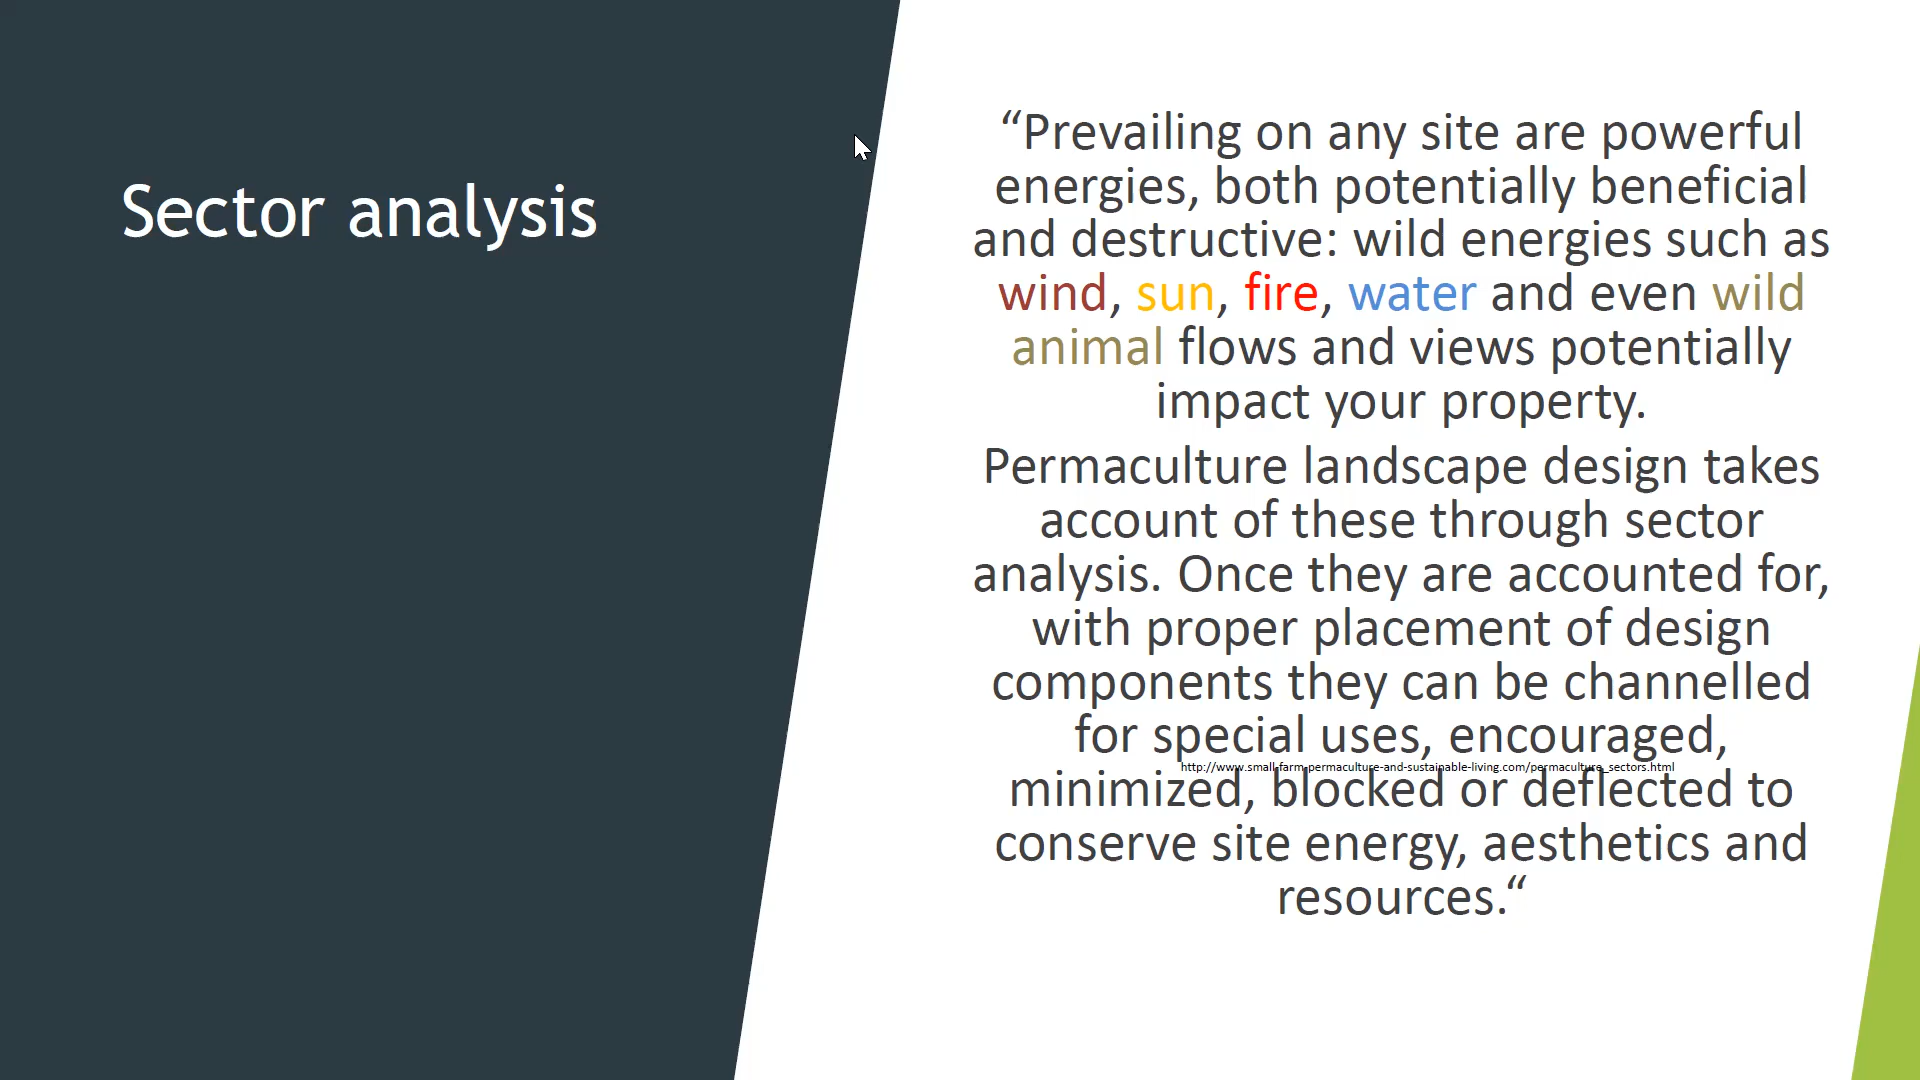 Sector analysis
“Prevailing on any site are powerful
energies, both potentially beneficial
and destructive: wild energies such as
wind, sun, fire, water and even wild
animal flows and views potentially
impact your property.
Permaculture landscape design takes
account of these through sector
analysis. Once they are accounted for,
with proper placement of design
components they can be channelled
for special uses, encouraged,
http://www.small-farm-permaculture-and-sustainable-living.com/permaculture_sectors.html
minimized, blocked or deflected to
conserve site energy, aesthetics and
resources.“